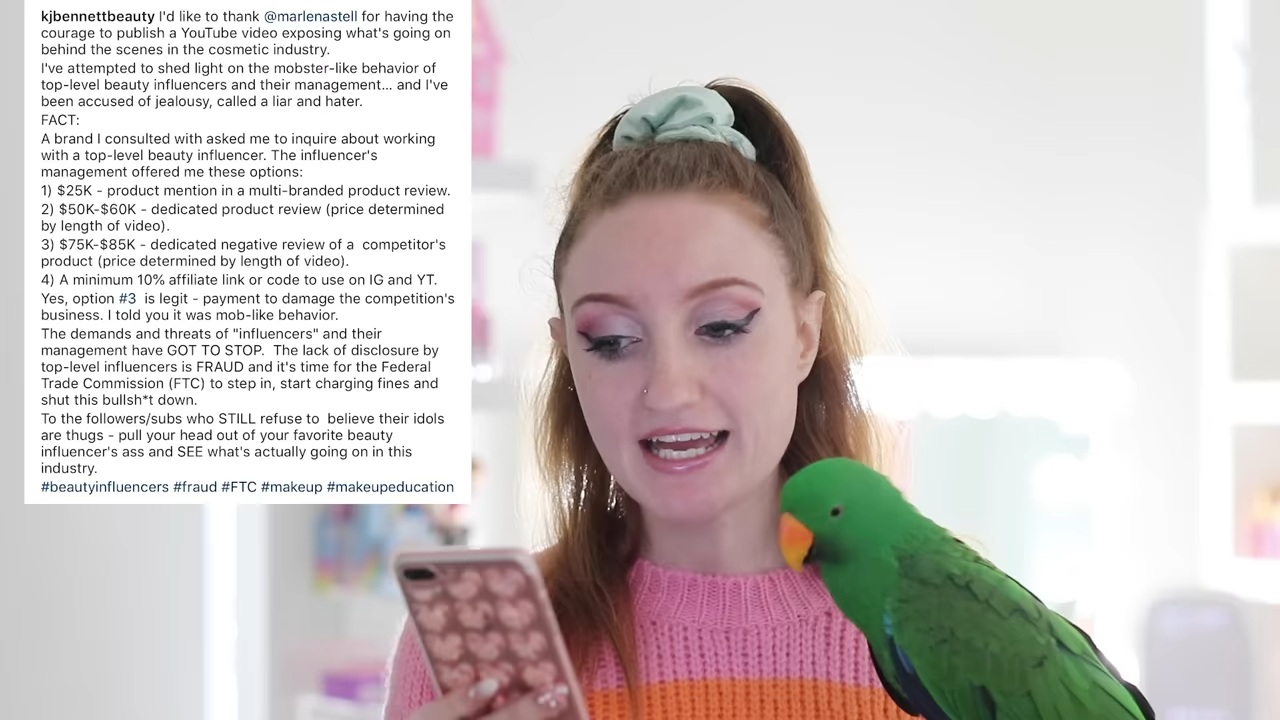 kjbennettbeauty I'd like to thank @marlenastell for having the
courage to publish a YouTube video exposing what's going on
behind the scenes in the cosmetic industry.
I've attempted to shed light on the mobster-like behavior of
top-level beauty influencers and their management... and I've
been accused of jealousy, called a liar and hater.
FACT:
A brand I consulted with asked me to inquire about working
with a top-level beauty influencer. The influencer's
management offered me these options:
1) $25K - product mention in a multi-branded product review.
2) $50K-$60K - dedicated product review (price determined
by length of video).
3) $75K-$85K - dedicated negative review of a  competitor's
product (price determined by length of video).
4) A minimum 10% affiliate link or code to use on IG and YT.
Yes, option #3  is legit - payment to damage the competition's
business. I told you it was mob-like behavior.
The demands and threats of "influencers" and their
management have GOT TO STOP.  The lack of disclosure by
top-level influencers is FRAUD and it's time for the Federal
Trade Commission (FTC) to step in, start charging fines and
shut this bullsh*t down.
To the followers/subs who STILL refuse to  believe their idols
are thugs - pull your head out of your favorite beauty
influencer's ass and SEE what's actually going on in this
industry.
#beautyinfluencers #fraud #FTC #makeup #makeupeducation